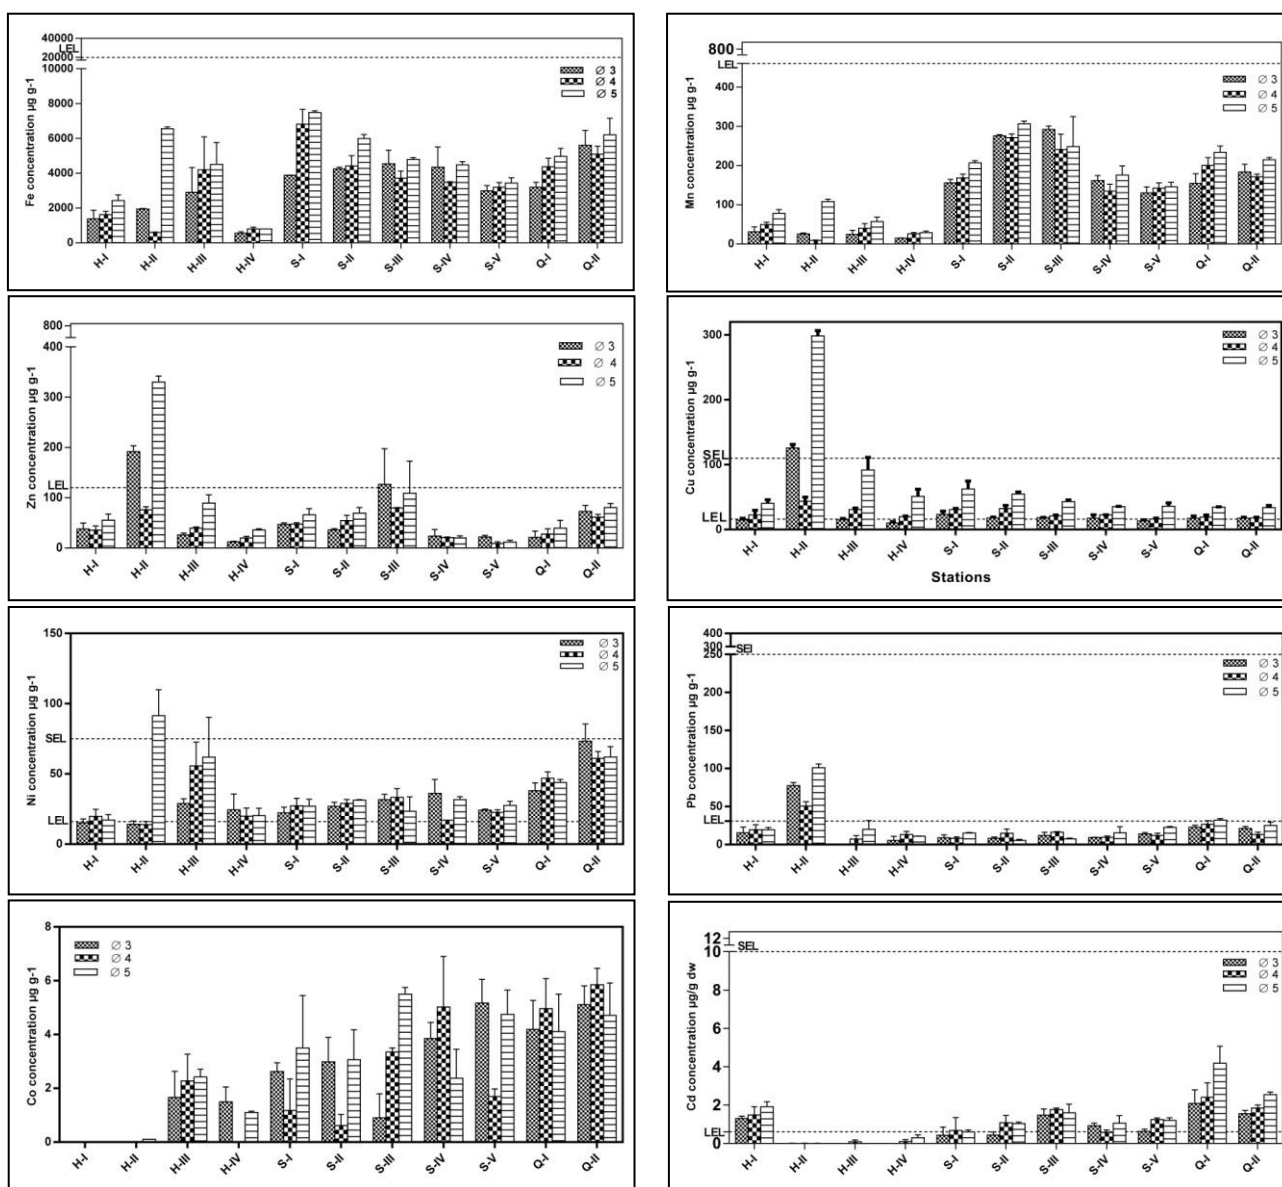 40000
LEL
20000
10000
8000
6000
4000
2000
0
Fe concentration µg g-1
∅ 3
∅ 4
∅ 5
H-I H-II H-III H-IV S-I S-II S-III S-IV S-V Q-I Q-II
800
LEL
400
300
200
100
0
Mn concentration µg g-1
∅ 3
∅ 4
∅ 5
H-I H-II H-III H-IV S-I S-II S-III S-IV S-V Q-I Q-II
800
400
300
200
LEL
100
0
Zn concentration µg g-1
∅ 3
∅ 4
∅ 5
H-I H-II H-III H-IV S-I S-II S-III S-IV S-V Q-I Q-II
300
200
SEL
100
LEL
0
Cu concentration µg g-1
∅ 3
∅ 4
∅ 5
H-I H-II H-III H-IV S-I S-II S-III S-IV S-V Q-I Q-II
Stations
150
100
SEL
50
LEL
0
Ni concentration µg g-1
∅ 3
∅ 4
∅ 5
H-I H-II H-III H-IV S-I S-II S-III S-IV S-V Q-I Q-II
400
300
SEl
250
200
150
100
50
LEL
0
Pb concentration µg g-1
∅ 3
∅ 4
∅ 5
H-I H-II H-III H-IV S-I S-II S-III S-IV S-V Q-I Q-II
8
6
4
2
0
Co concentration µg g-1
∅ 3
∅ 4
∅ 5
H-I H-II H-III H-IV S-I S-II S-III S-IV S-V Q-I Q-II
12
SEL
10
8
6
4
2
LEL
0
Cd concentration µg/g dw
∅ 3
∅ 4
∅ 5
H-I H-II H-III H-IV S-I S-II S-III S-IV S-V Q-I Q-II